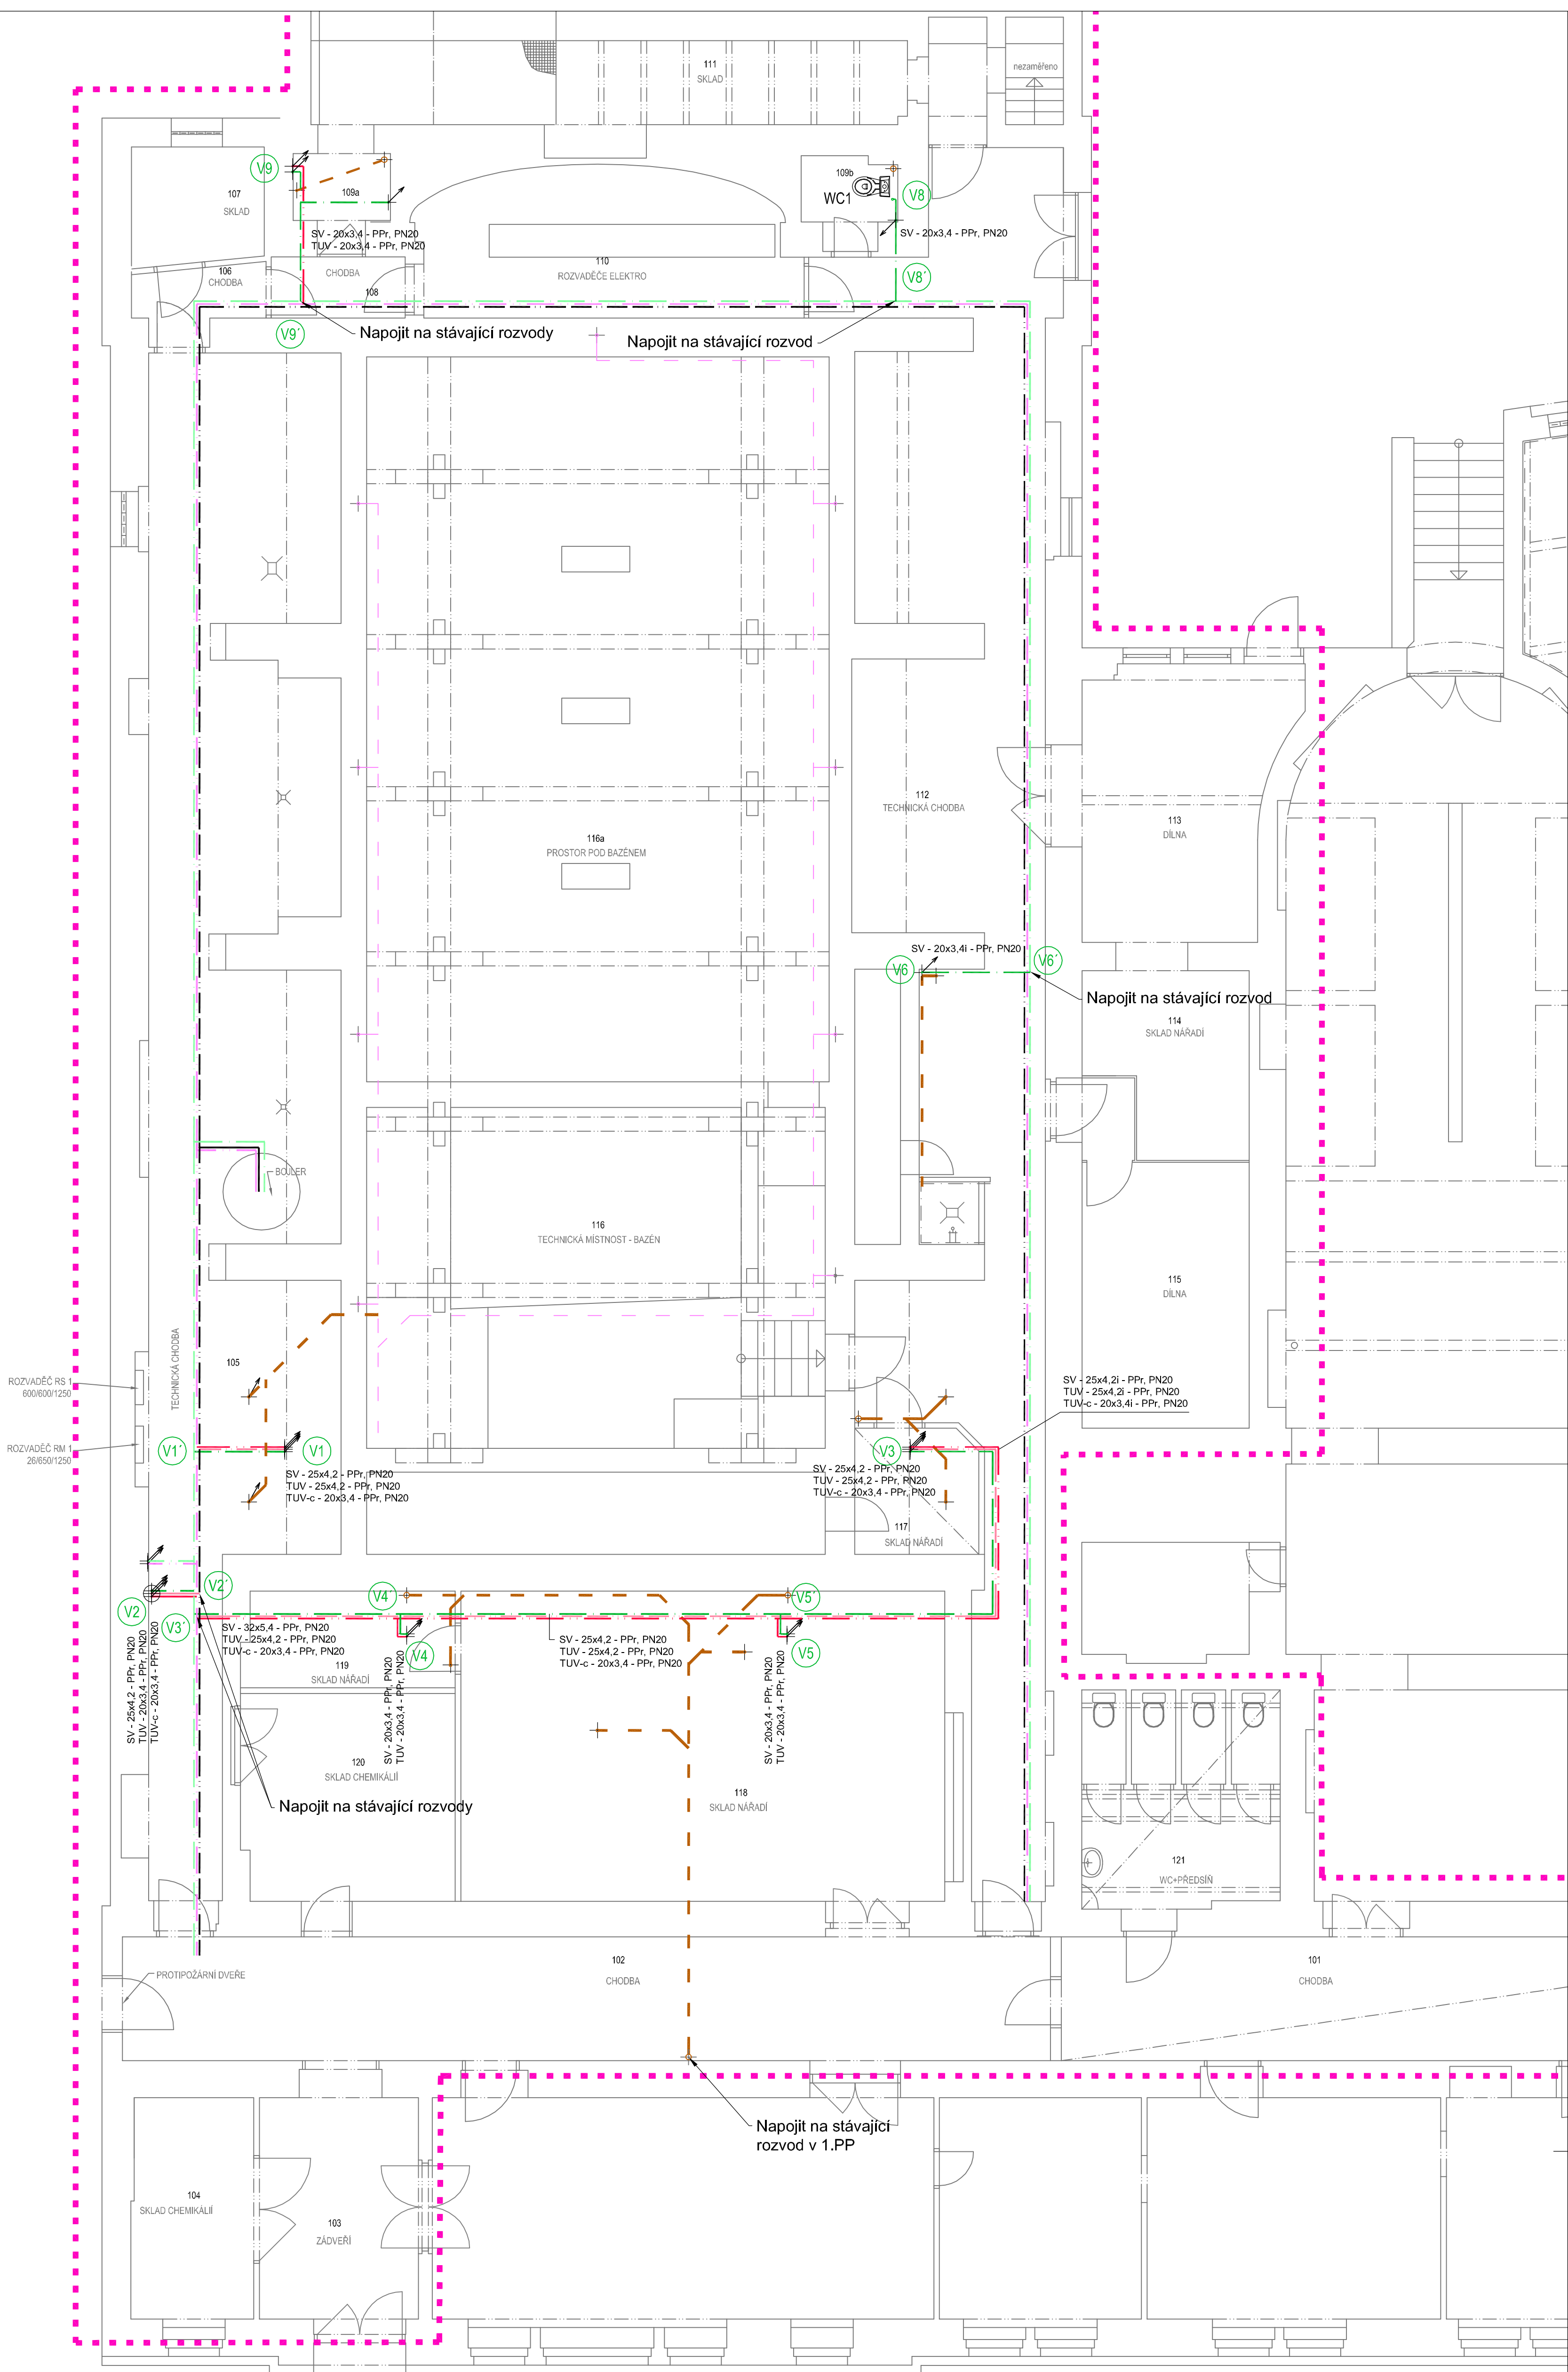 111
SKLAD
nezaměřeno
V9
107
SKLAD
109a
109b
WC1
V8
SV - 20x3,4 - PPr, PN20
TUV - 20x3,4 - PPr, PN20
SV - 20x3,4 - PPr, PN20
106
CHODBA
CHODBA
108
110
ROZVADĚČE ELEKTRO
V8´
V9´
Napojit na stávající rozvody
Napojit na stávající rozvod
112
TECHNICKÁ CHODBA
113
DÍLNA
116a
PROSTOR POD BAZÉNEM
SV - 20x3,4i - PPr, PN20
V6
V6´
Napojit na stávající rozvod
114
SKLAD NÁŘADÍ
BOJLER
116
TECHNICKÁ MÍSTNOST - BAZÉN
115
DÍLNA
TECHNICKÁ CHODBA
105
ROZVADĚČ RS 1
600/600/1250
SV - 25x4,2i - PPr, PN20
TUV - 25x4,2i - PPr, PN20
TUV-c - 20x3,4i - PPr, PN20
ROZVADĚČ RM 1
26/650/1250
V1´
V1
V3
SV - 25x4,2 - PPr, PN20
TUV - 25x4,2 - PPr, PN20
TUV-c - 20x3,4 - PPr, PN20
SV - 25x4,2 - PPr, PN20
TUV - 25x4,2 - PPr, PN20
TUV-c - 20x3,4 - PPr, PN20
117
SKLAD NÁŘADÍ
V2´
V4
V5´
V2
V3´
SV - 32x5,4 - PPr, PN20
TUV - 25x4,2 - PPr, PN20
TUV-c - 20x3,4 - PPr, PN20
SV - 25x4,2 - PPr, PN20
TUV - 25x4,2 - PPr, PN20
TUV-c - 20x3,4 - PPr, PN20
V4
V5
119
SKLAD NÁŘADÍ
SV - 25x4,2 - PPr, PN20
TUV - 20x3,4 - PPr, PN20
TUV-c - 20x3,4 - PPr, PN20
SV - 20x3,4 - PPr, PN20
TUV - 20x3,4 - PPr, PN20
SV - 20x3,4 - PPr, PN20
TUV - 20x3,4 - PPr, PN20
120
SKLAD CHEMIKÁLIÍ
118
SKLAD NÁŘADÍ
Napojit na stávající rozvody
121
WC+PŘEDSÍŇ
102
CHODBA
101
CHODBA
PROTIPOŽÁRNÍ DVEŘE
Napojit na stávající
rozvod v 1.PP
104
SKLAD CHEMIKÁLIÍ
103
ZÁDVEŘÍ